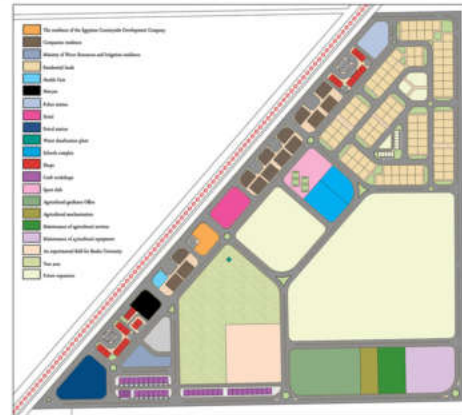 The residence of the Egyptian Countryside Development Company
Companies residence
Ministry of Water Resources and Irrigation residence
Residential lands
Health Unit
Mosque
Police station
Hotel
Petrol station
Water desalination plant
Schools complex
Shops
Craft workshops
Sport club
Agricultural guidance Office
Agricultural mechanization
Maintenance of agricultural services
Maintenance of agricultural equipment
An experimental field for
University
Tree area
Future expansion